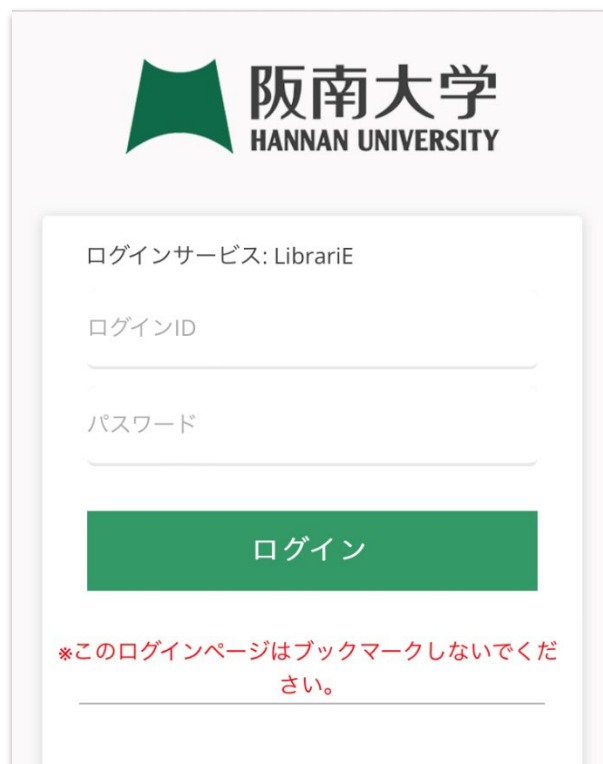 阪南大学
HANNAN UNIVERSITY
ログインサービス: LibrariE
ログインID
パスワード
ログイン
※このログインページはブックマークしないでくだ
さい。